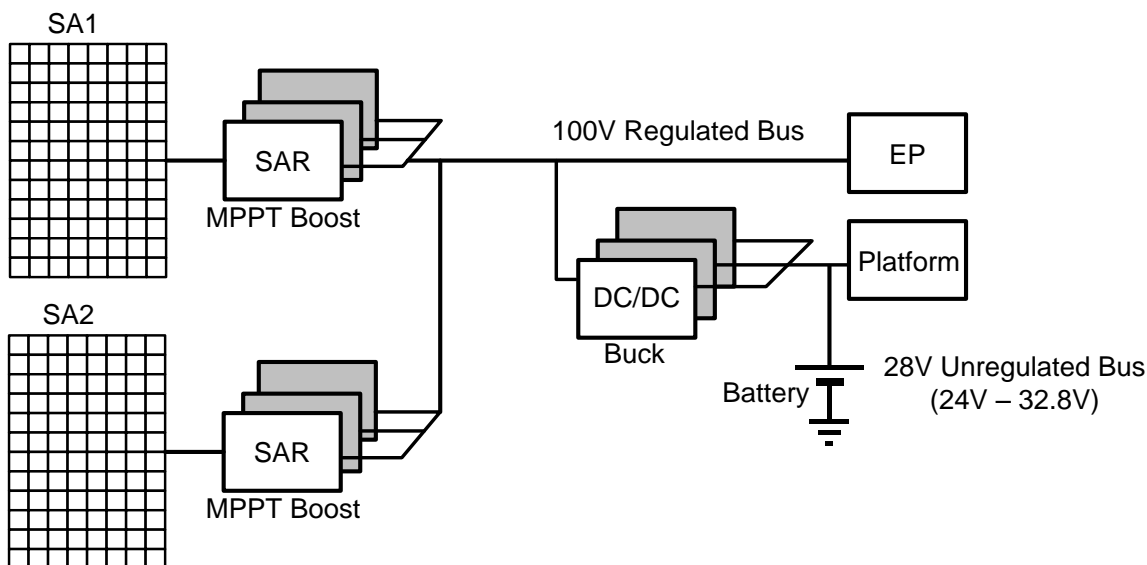 SA1
SAR
MPPT Boost
100V Regulated Bus
EP
DC/DC
Buck
Platform
SA2
SAR
MPPT Boost
Battery
28V Unregulated Bus
(24V – 32.8V)